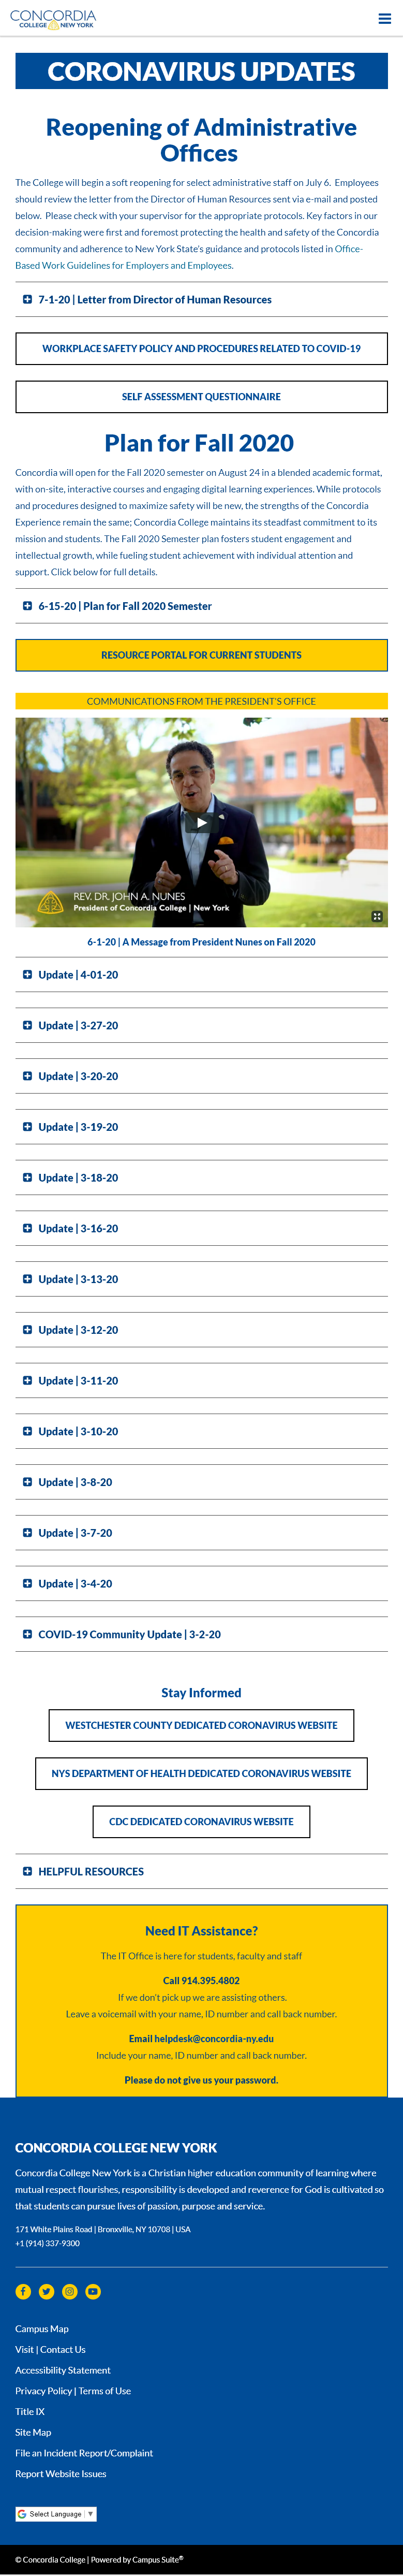 CONCORDIA
COLLEGE NEW YORK
CORONAVIRUS UPDATES
Reopening of Administrative
Offices
The College will begin a soft reopening for select administrative staff on July 6.  Employees
should review the letter from the Director of Human Resources sent via e-mail and posted
below.  Please check with your supervisor for the appropriate protocols. Key factors in our
decision-making were first and foremost protecting the health and safety of the Concordia
community and adherence to New York State's guidance and protocols listed in Office-
Based Work Guidelines for Employers and Employees.
7-1-20 | Letter from Director of Human Resources
WORKPLACE SAFETY POLICY AND PROCEDURES RELATED TO COVID-19
SELF ASSESSMENT QUESTIONNAIRE
Plan for Fall 2020
Concordia will open for the Fall 2020 semester on August 24 in a blended academic format,
with on-site, interactive courses and engaging digital learning experiences. While protocols
and procedures designed to maximize safety will be new, the strengths of the Concordia
Experience remain the same; Concordia College maintains its steadfast commitment to its
mission and students. The Fall 2020 Semester plan fosters student engagement and
intellectual growth, while fueling student achievement with individual attention and
support. Click below for full details.
6-15-20 | Plan for Fall 2020 Semester
RESOURCE PORTAL FOR CURRENT STUDENTS
COMMUNICATIONS FROM THE PRESIDENT'S OFFICE
REV. DR. JOHN A. NUNES
President of Concordia College | New York
6-1-20 | A Message from President Nunes on Fall 2020
Update | 4-01-20
Update | 3-27-20
Update | 3-20-20
Update | 3-19-20
Update | 3-18-20
Update | 3-16-20
Update | 3-13-20
Update | 3-12-20
Update | 3-11-20
Update | 3-10-20
Update | 3-8-20
Update | 3-7-20
Update | 3-4-20
COVID-19 Community Update | 3-2-20
Stay Informed
WESTCHESTER COUNTY DEDICATED CORONAVIRUS WEBSITE
NYS DEPARTMENT OF HEALTH DEDICATED CORONAVIRUS WEBSITE
CDC DEDICATED CORONAVIRUS WEBSITE
HELPFUL RESOURCES
Need IT Assistance?
The IT Office is here for students, faculty and staff
Call 914.395.4802
If we don't pick up we are assisting others.
Leave a voicemail with your name, ID number and call back number.
Email helpdesk@concordia-ny.edu
Include your name, ID number and call back number.
Please do not give us your password.
CONCORDIA COLLEGE NEW YORK
Concordia College New York is a Christian higher education community of learning where
mutual respect flourishes, responsibility is developed and reverence for God is cultivated so
that students can pursue lives of passion, purpose and service.
171 White Plains Road | Bronxville, NY 10708 | USA
+1 (914) 337-9300
Campus Map
Visit | Contact Us
Accessibility Statement
Privacy Policy | Terms of Use
Title IX
Site Map
File an Incident Report/Complaint
Report Website Issues
Select Language ▼
© Concordia College | Powered by Campus Suite®